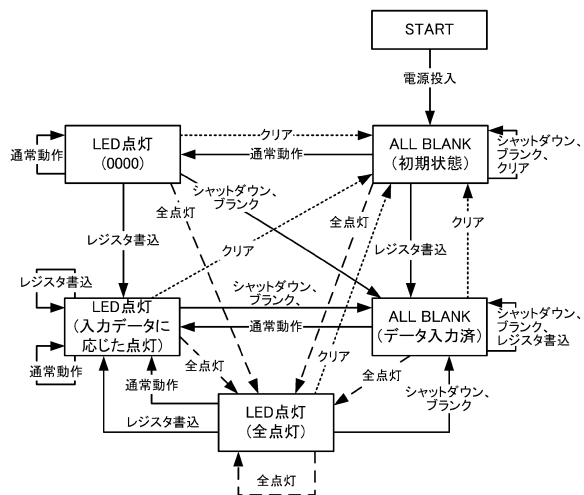 START
電源投入
LED点灯
(0000)
クリア
通常動作
通常動作
ALL BLANK
(初期状態)
シャットダウン、
ブランク、
クリア
シャットダウン、
ブランク
全点灯
全点灯
クリア
レジスタ書込
クリア
レジスタ書込
レジスタ書込
LED点灯
(入力データに
応じた点灯)
シャットダウン、
ブランク、
通常動作
ALL BLANK
(データ入力済)
シャットダウン、
ブランク、
レジスタ書込
クリア
全点灯
全点灯
通常動作
通常動作
シャットダウン、
ブランク
レジスタ書込
LED点灯
(全点灯)
全点灯